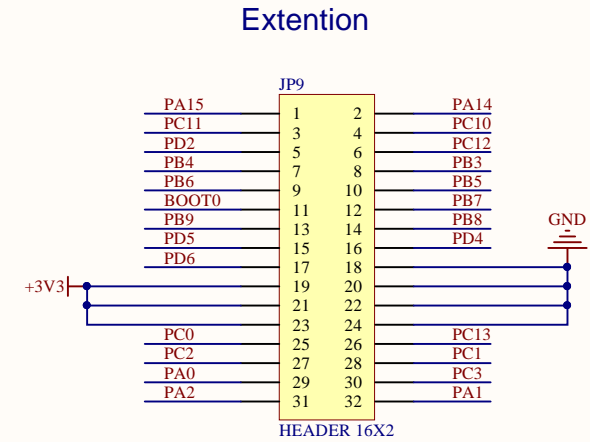 Extention
JP9
PA15 1 2 PA14
PC11 3 4 PC10
PD2 5 6 PC12
PB4 7 8 PB3
PB6 9 10 PB5
BOOT0 11 12 PB7
PB9 13 14 PB8
PD5 15 16 PD4
GND
PD6 17 18
+3V3 19 20
21 22
23 24
PC0 25 26 PC13
PC2 27 28 PC1
PA0 29 30 PC3
PA2 31 32 PA1
HEADER 16X2